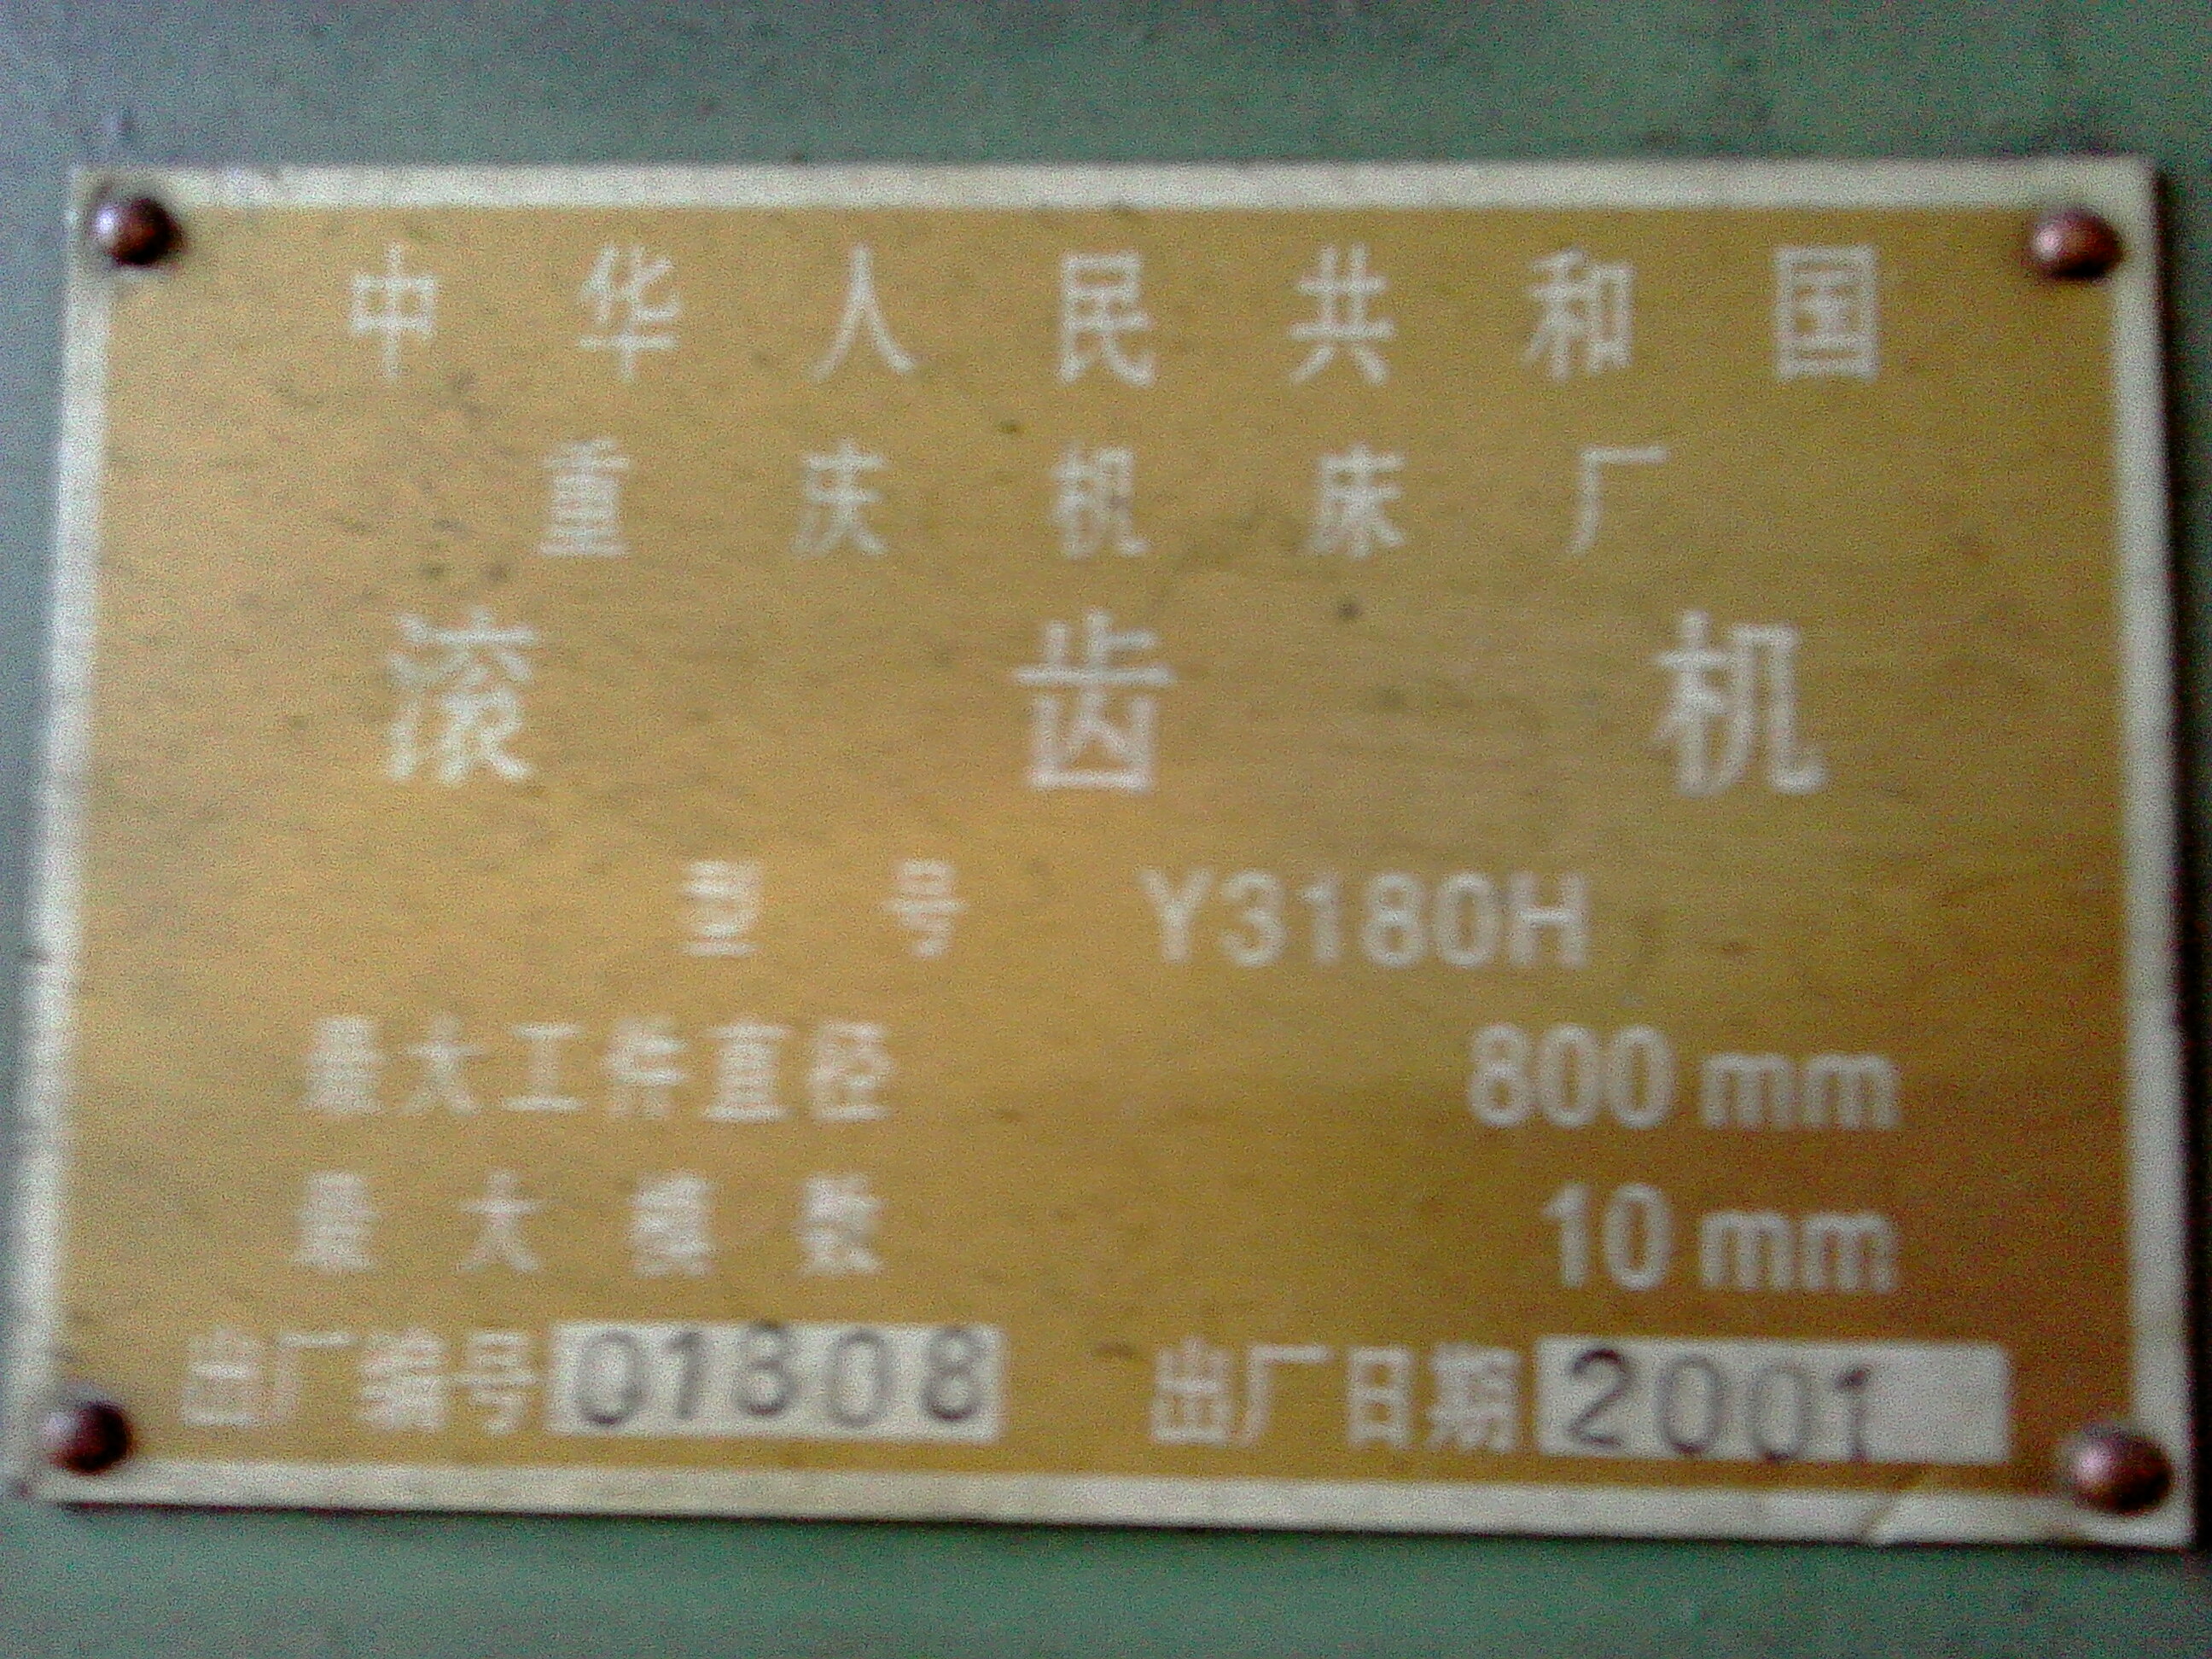 中华人民共和国
重庆机床厂
滚齿机
型号 Y3180H
最大工件直径 800 mm
最大模数 10 mm
出厂编号 01308 出厂日期 2001